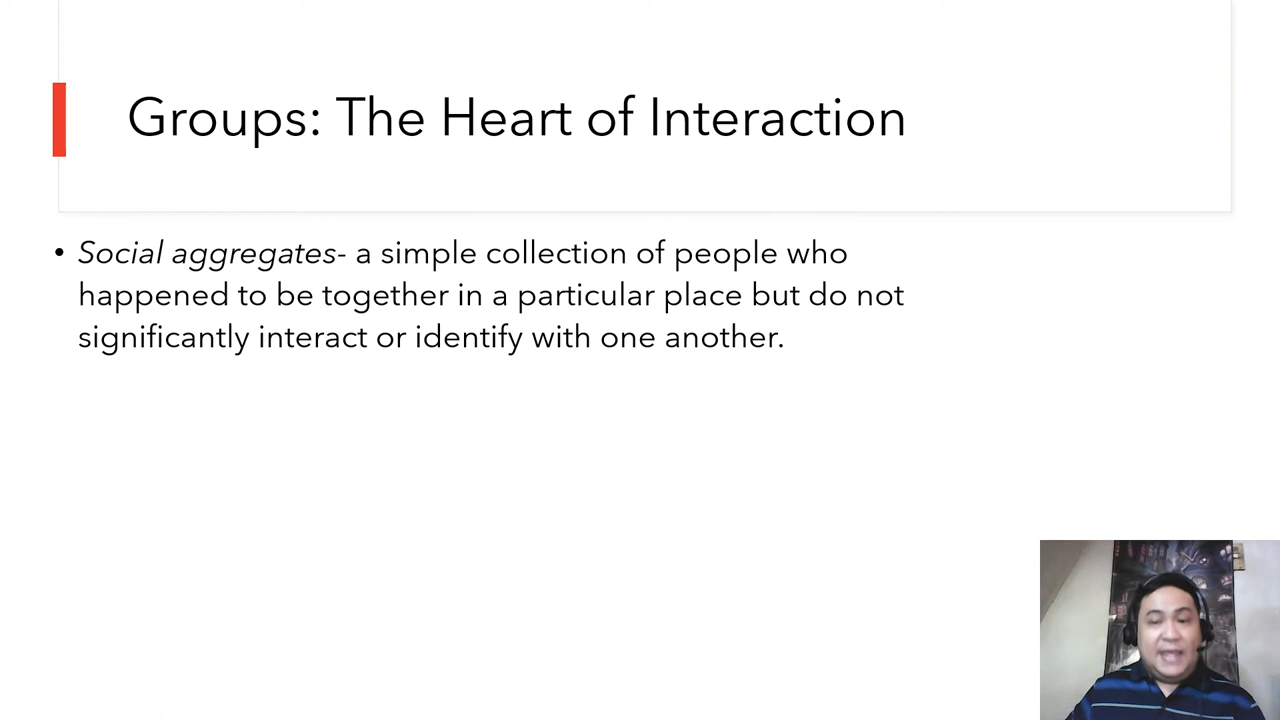 Groups: The Heart of Interaction
• Social aggregates- a simple collection of people who
happened to be together in a particular place but do not
significantly interact or identify with one another.